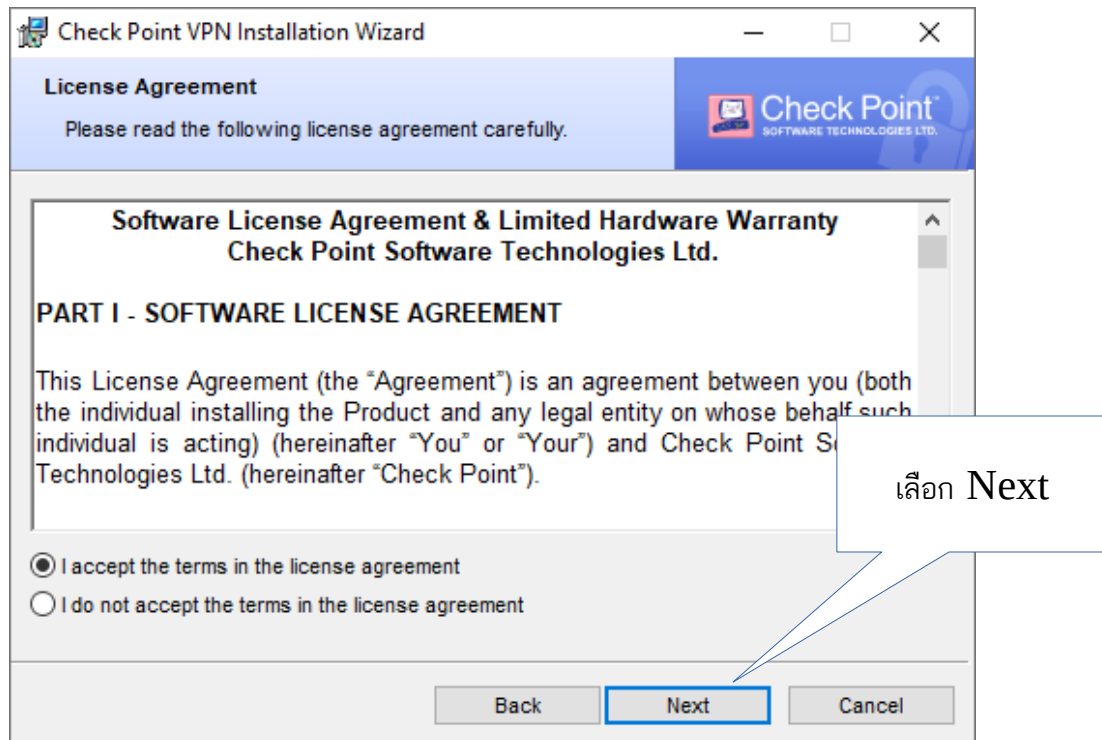 Check Point VPN Installation Wizard
License Agreement
Please read the following license agreement carefully.
Check Point™
SOFTWARE TECHNOLOGIES LTD.
Software License Agreement & Limited Hardware Warranty
Check Point Software Technologies Ltd.
PART I - SOFTWARE LICENSE AGREEMENT
This License Agreement (the “Agreement”) is an agreement between you (both
the individual installing the Product and any legal entity on whose behalf such
individual is acting) (hereinafter “You” or “Your”) and Check Point
Technologies Ltd. (hereinafter “Check Point”).
เลือก Next
I accept the terms in the license agreement
I do not accept the terms in the license agreement
Back
Next
Cancel